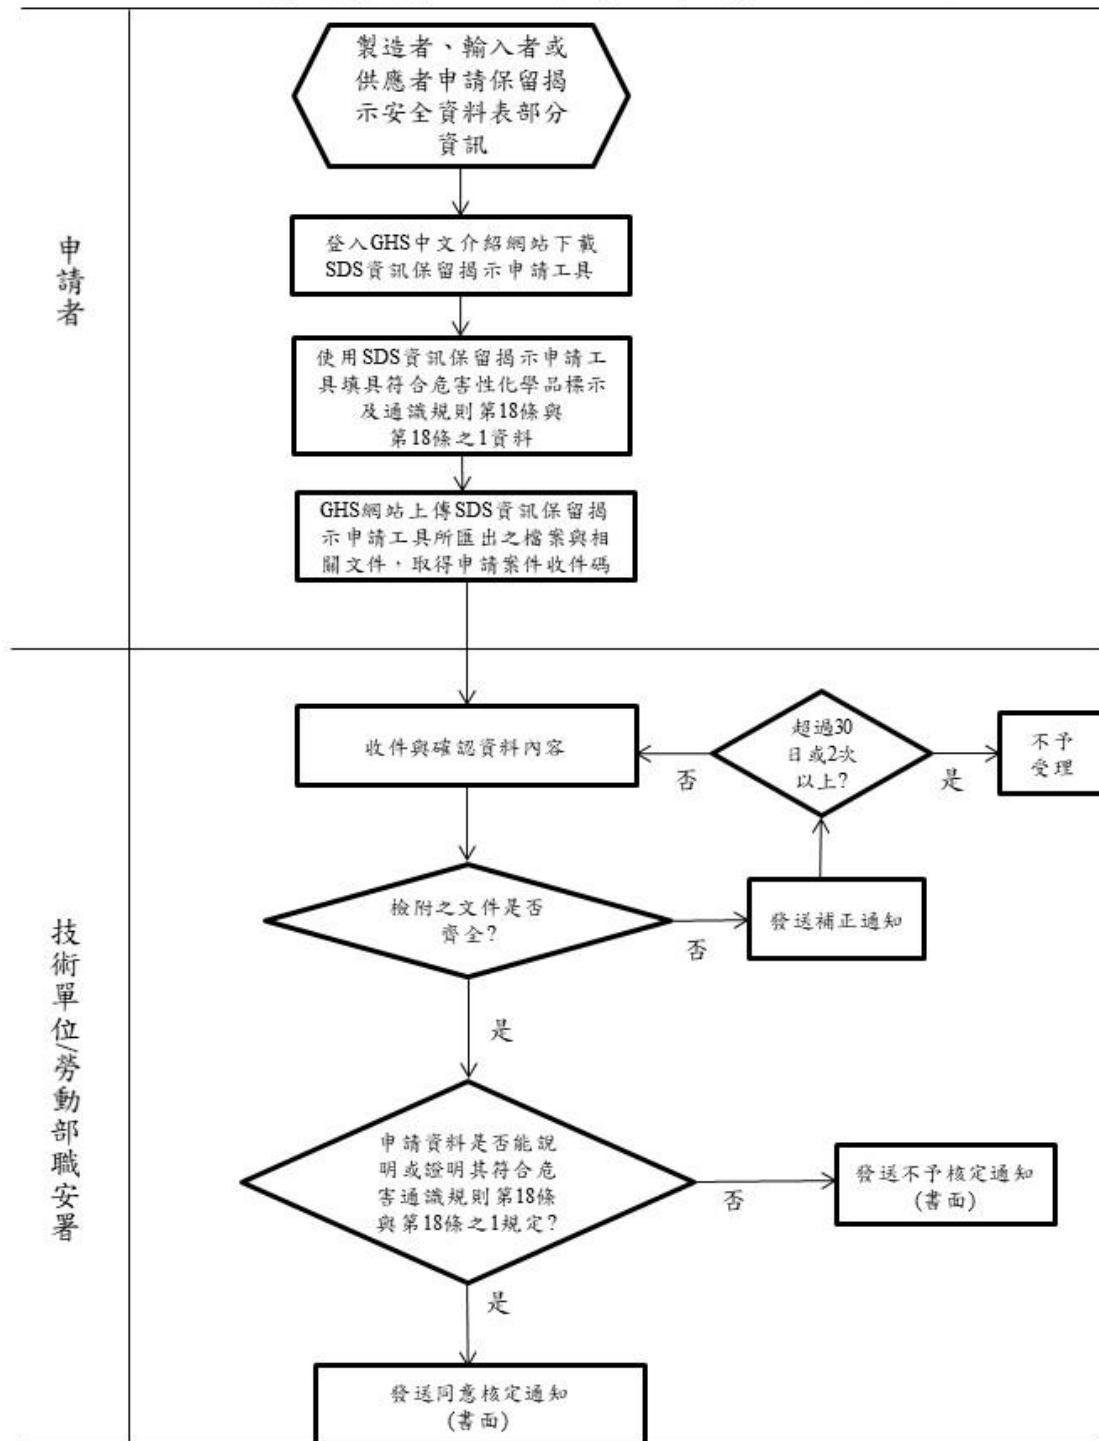 製造者、輸入者或
供應者申請保留揭
示安全資料表部分
資訊
申請者
登入GHS中文介紹網站下載
SDS資訊保留揭示申請工具
使用SDS資訊保留揭示申請工
具填具符合危害性化學品標示
及通識規則第18條與
第18條之1資料
GHS網站上傳SDS資訊保留揭
示申請工具所匯出之檔案與相
關文件，取得申請案件收件碼
技術單位/勞動部職安署
收件與確認資料內容
超過30
日或2次
以上?
否
是
不予
受理
檢附之文件是否
齊全?
否
發送補正通知
是
申請資料是否能說
明或證明其符合危
害通識規則第18條
與第18條之1規定?
否
發送不予核定通知
(書面)
是
發送同意核定通知
(書面)